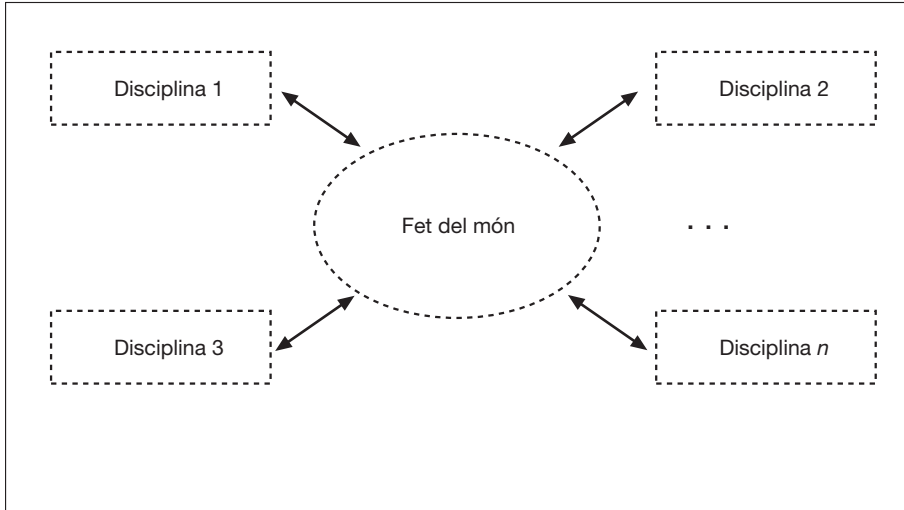 Disciplina 1
Disciplina 2
Fet del món
. . .
Disciplina 3
Disciplina n